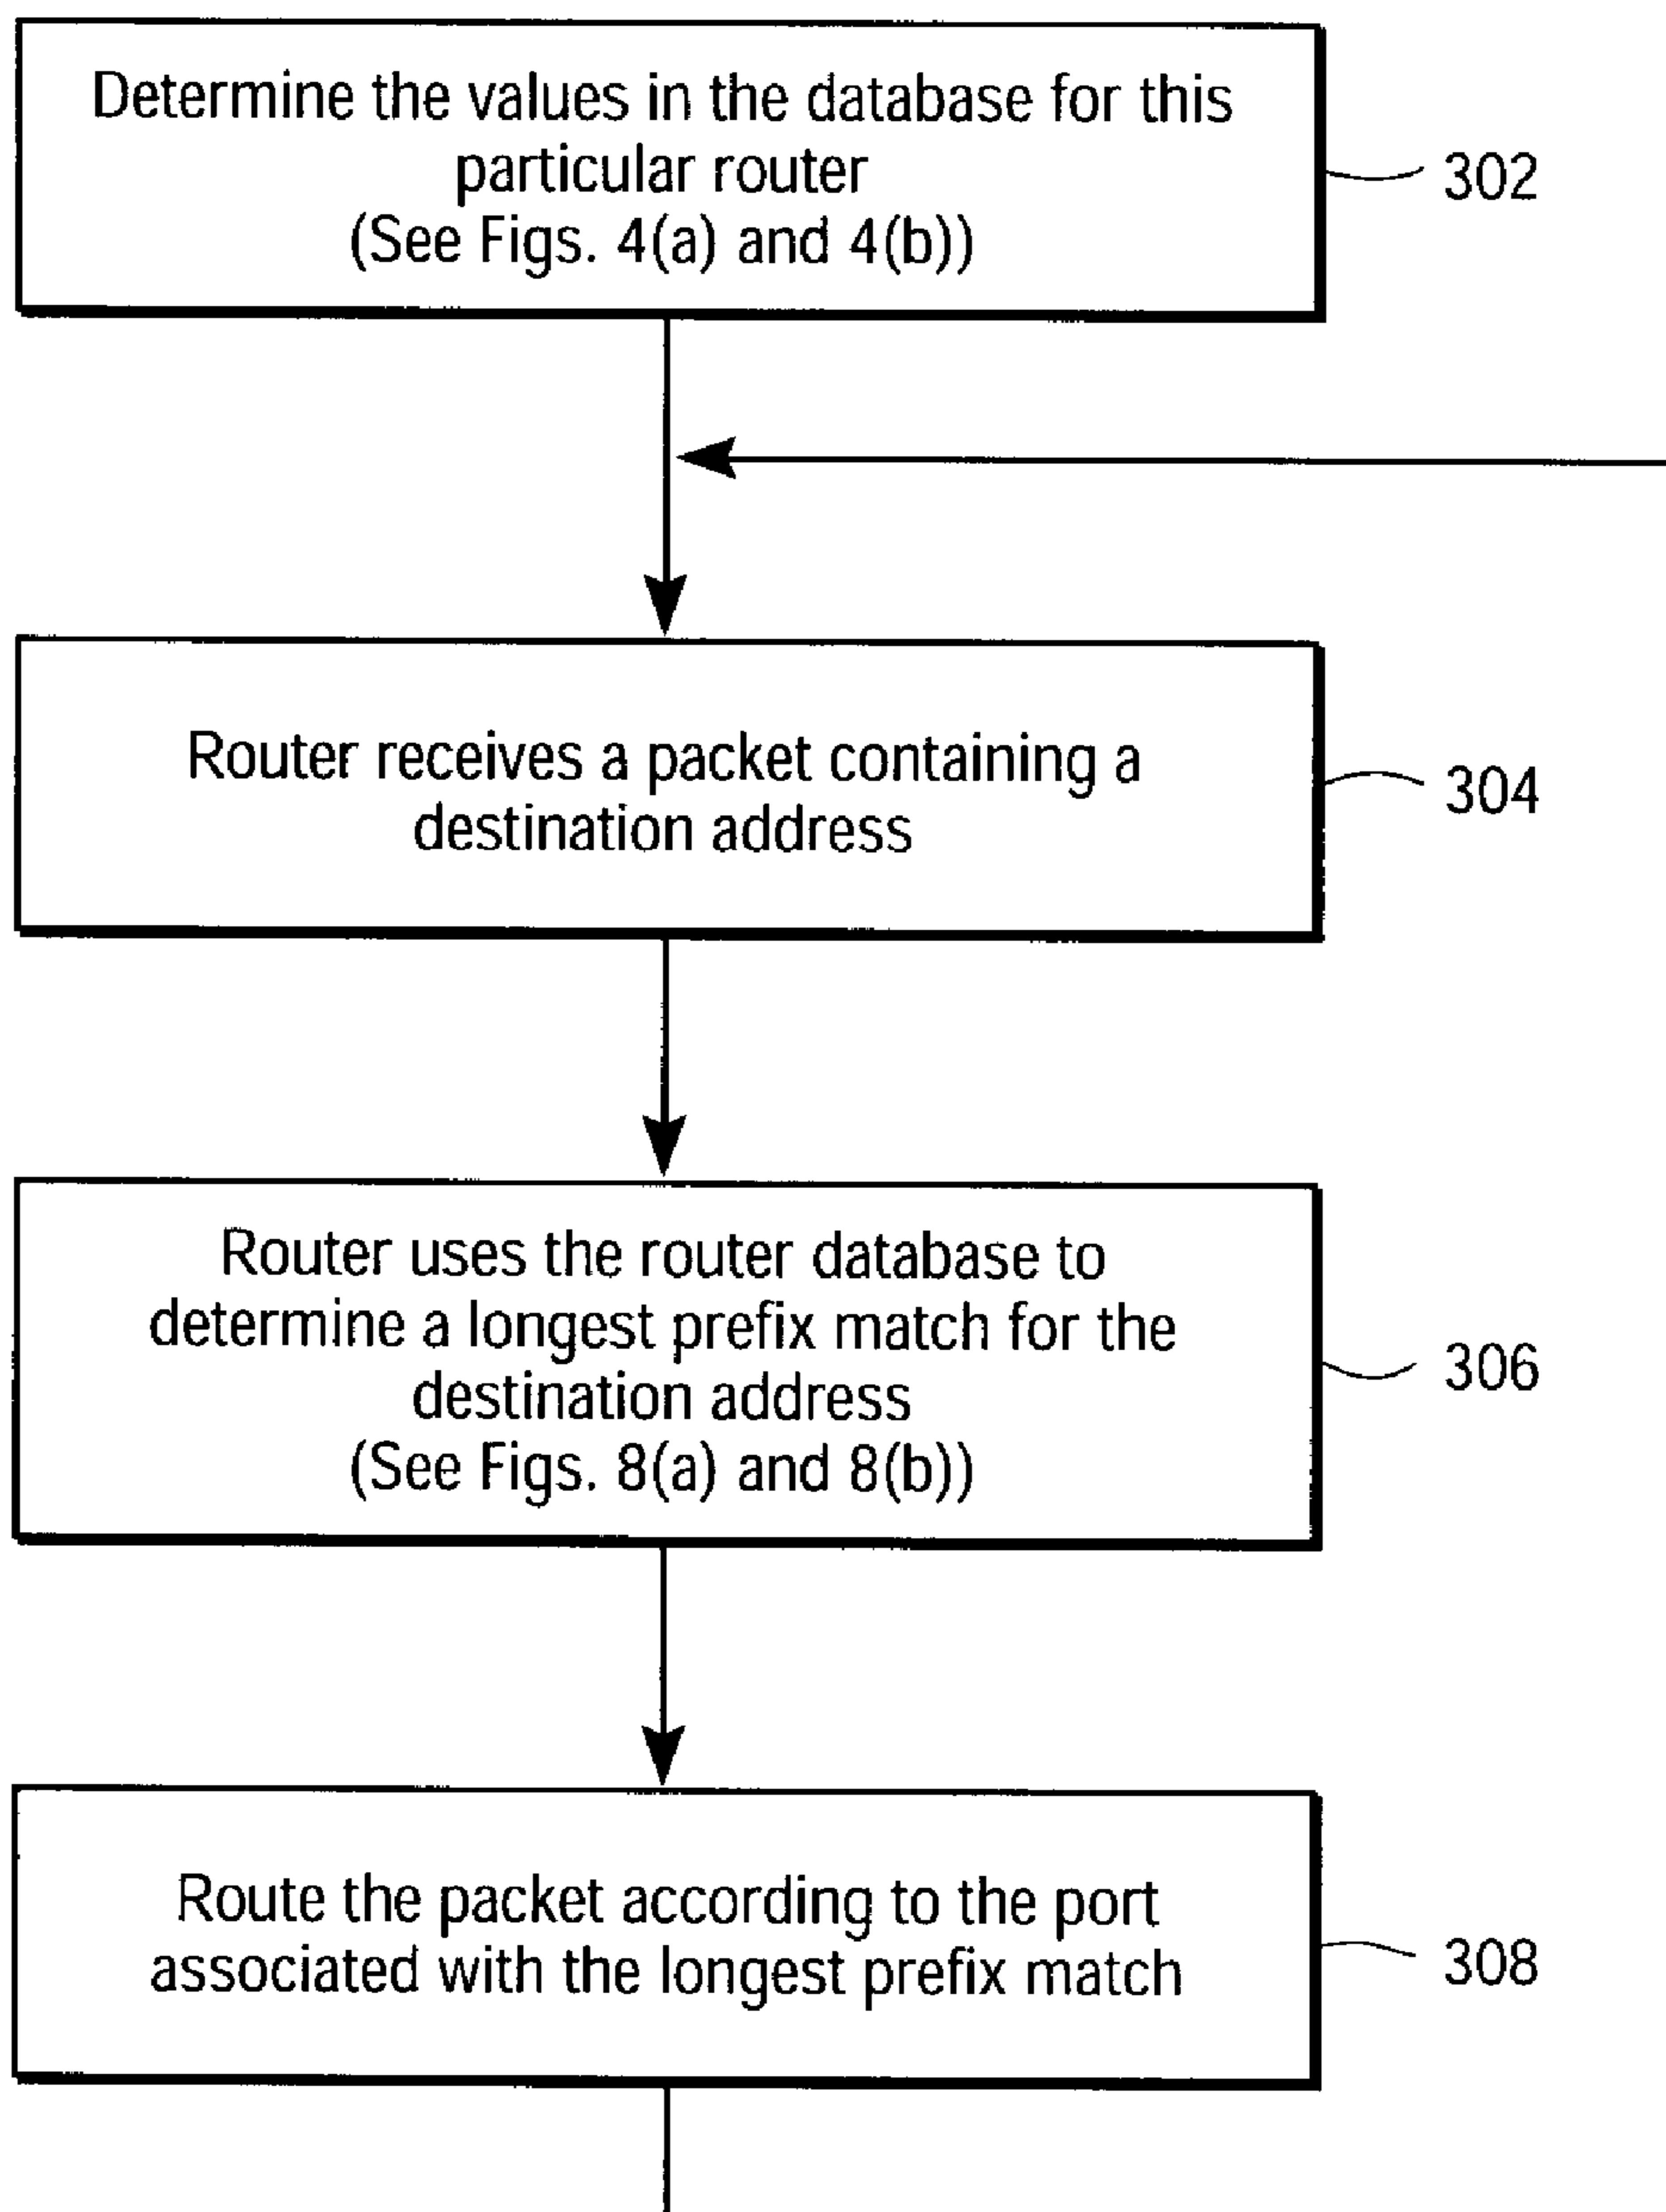 Determine the values in the database for this
particular router
(See Figs. 4(a) and 4(b))
302
Router receives a packet containing a
destination address
304
Router uses the router database to
determine a longest prefix match for the
destination address
(See Figs. 8(a) and 8(b))
306
Route the packet according to the port
associated with the longest prefix match
308